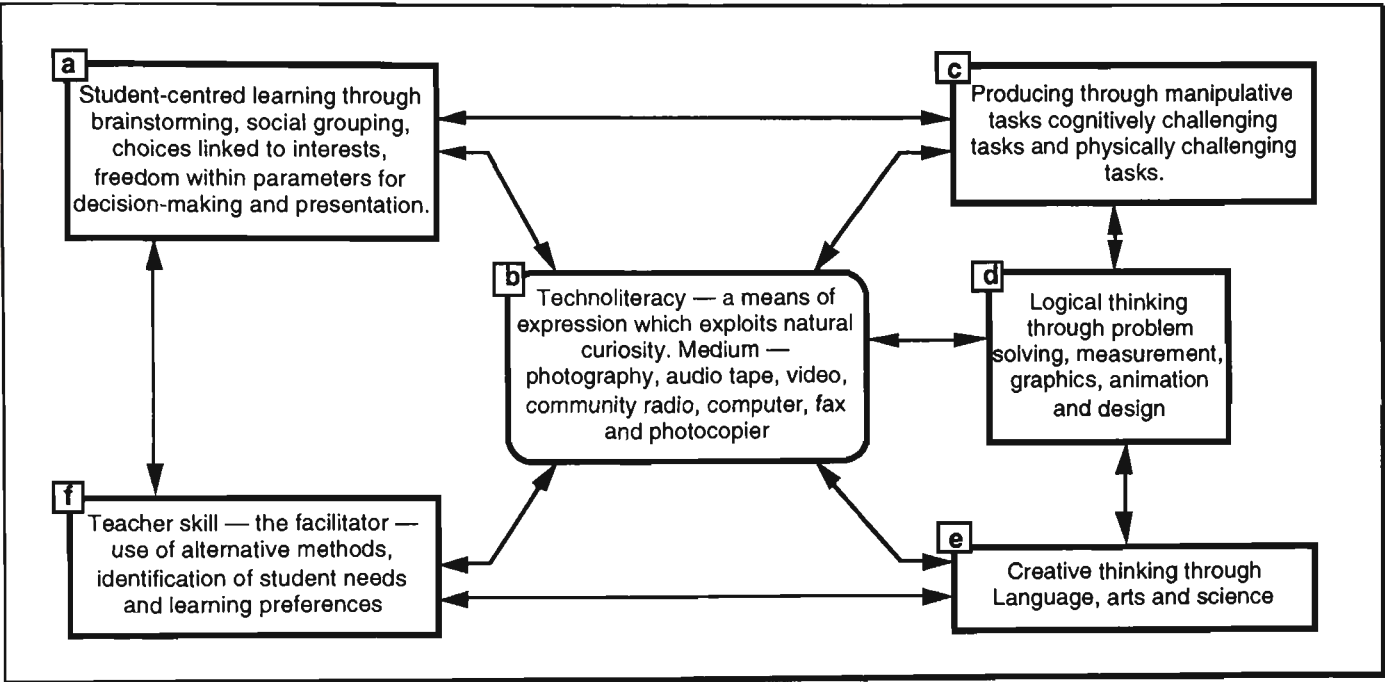 a
Student-centred learning through
brainstorming, social grouping,
choices linked to interests,
freedom within parameters for
decision-making and presentation.
b
Technoliteracy — a means of
expression which exploits natural
curiosity. Medium —
photography, audio tape, video,
community radio, computer, fax
and photocopier
c
Producing through manipulative
tasks cognitively challenging
tasks and physically challenging
tasks.
d
Logical thinking
through problem
solving, measurement,
graphics, animation
and design
e
Creative thinking through
Language, arts and science
f
Teacher skill — the facilitator —
use of alternative methods,
identification of student needs
and learning preferences